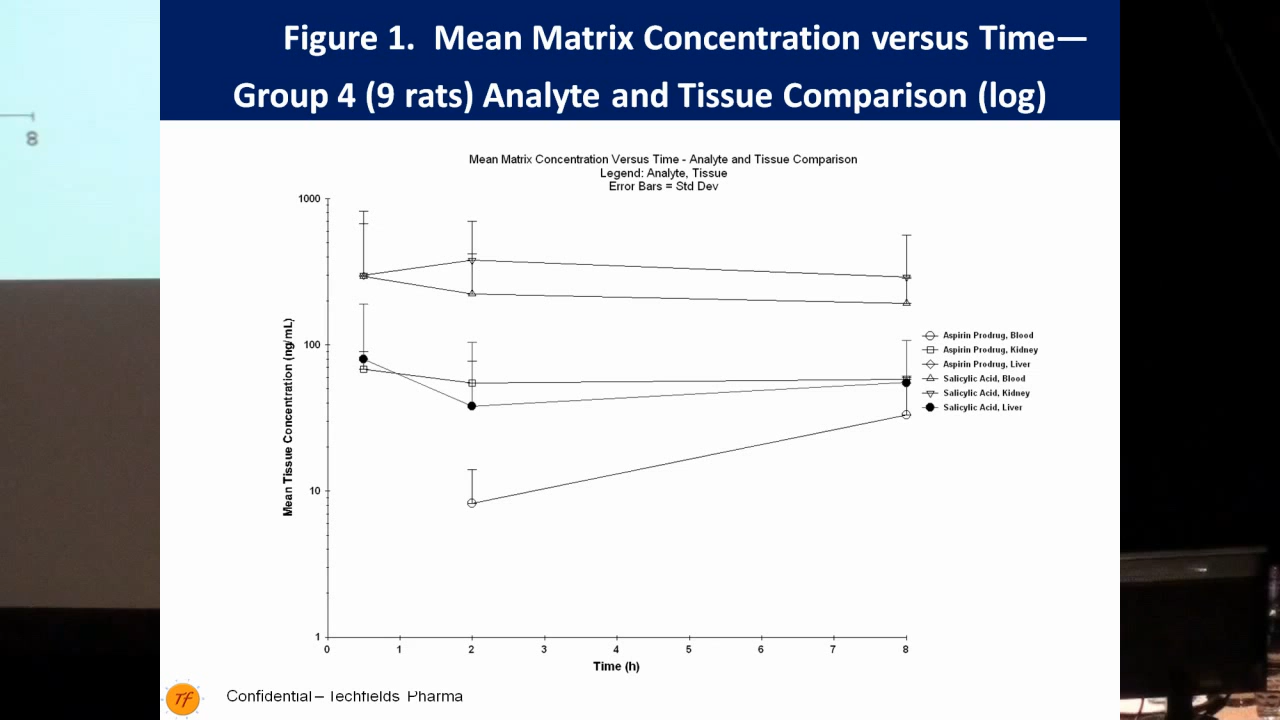 Figure 1. Mean Matrix Concentration versus Time—
Group 4 (9 rats) Analyte and Tissue Comparison (log)
8
Mean Matrix Concentration Versus Time - Analyte and Tissue Comparison
Legend: Analyte, Tissue
Error Bars = Std Dev
1000
100
10
1
Mean Tissue Concentration (ng/mL)
Aspirin Prodrug, Blood
Aspirin Prodrug, Kidney
Aspirin Prodrug, Liver
Salicylic Acid, Blood
Salicylic Acid, Kidney
Salicylic Acid, Liver
0 1 2 3 4 5 6 7 8
Time (h)
TF
Confidential – Techfields Pharma